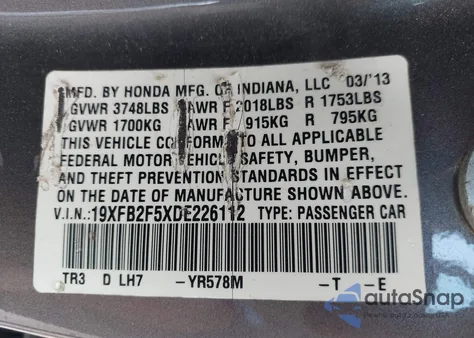 MFD. BY HONDA MFG. OF INDIANA, LLC 03/13
GVWR 3748LBS GAWR F 2018LBS R 1753LBS
GVWR 1700KG GAWR F 915KG R 795KG
THIS VEHICLE CONFORMS TO ALL APPLICABLE
FEDERAL MOTOR VEHICLE SAFETY, BUMPER,
AND THEFT PREVENTION STANDARDS IN EFFECT
ON THE DATE OF MANUFACTURE SHOWN ABOVE.
V.I.N.: 19XFB2F5XDE226112 TYPE: PASSENGER CAR
TR3 D LH7 -YR578M -T -E
autoSnap